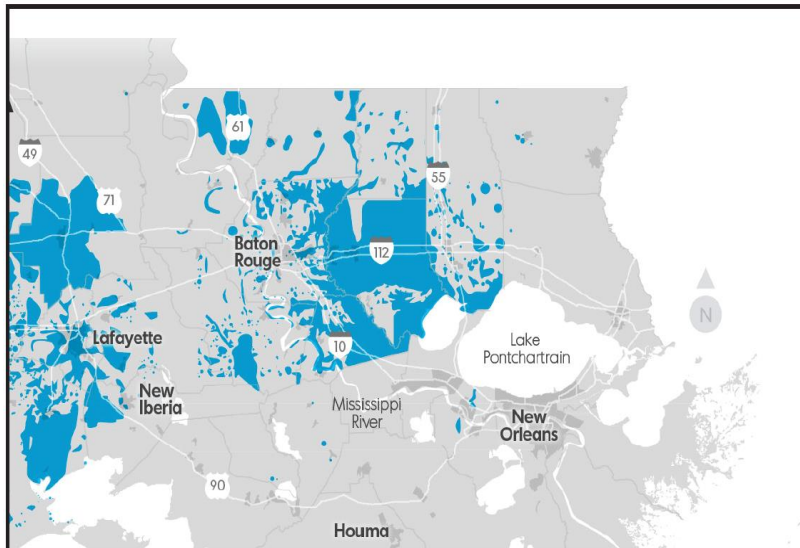 61
49
55
71
Baton
Rouge
112
N
Lafayette
10
Lake
Pontchartrain
New
Iberia
Mississippi
River
New
Orleans
90
Houma